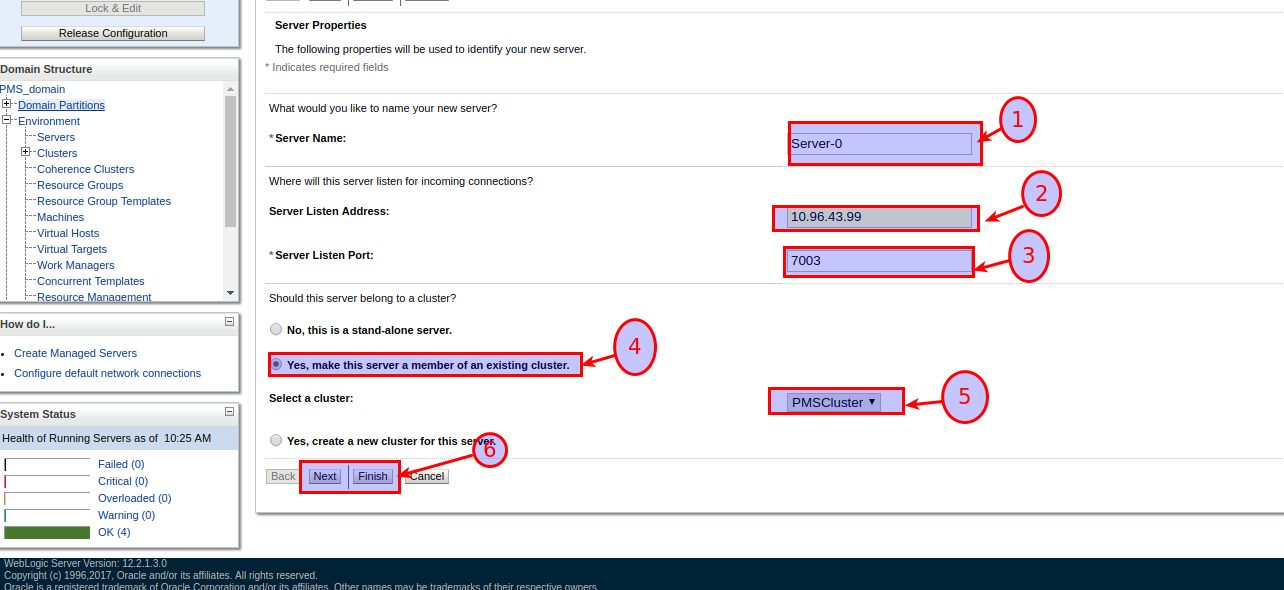 Lock & Edit
Release Configuration
Domain Structure
PMS_domain
Domain Partitions
Environment
Servers
Clusters
Coherence Clusters
Resource Groups
Resource Group Templates
Machines
Virtual Hosts
Virtual Targets
Work Managers
Concurrent Templates
Resource Management
How do I...
Create Managed Servers
Configure default network connections
System Status
Health of Running Servers as of 10:25 AM
Failed (0)
Critical (0)
Overloaded (0)
Warning (0)
OK (4)
Server Properties
The following properties will be used to identify your new server.
* Indicates required fields
What would you like to name your new server?
* Server Name: Server-0 1
Where will this server listen for incoming connections?
Server Listen Address: 10.96.43.99 2
* Server Listen Port: 7003 3
Should this server belong to a cluster?
No, this is a stand-alone server.
Yes, make this server a member of an existing cluster. 4
Select a cluster: PMSCluster 5
Yes, create a new cluster for this server.
6
Back Next Finish Cancel
WebLogic Server Version: 12.2.1.3.0
Copyright (c) 1996,2017, Oracle and/or its affiliates. All rights reserved.
Oracle is a registered trademark of Oracle Corporation and/or its affiliates. Other names may be trademarks of their respective owners.